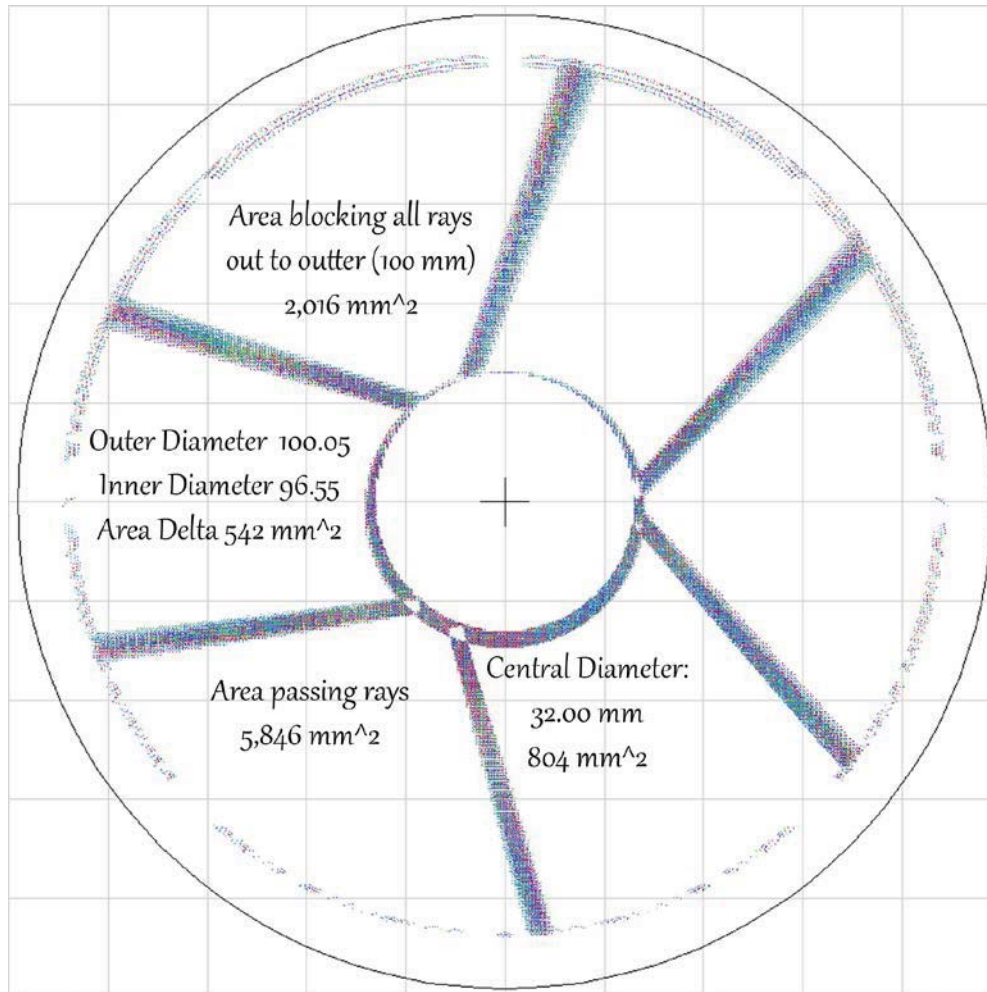 Area blocking all rays
out to outter (100 mm)
2,016 mm^2
Outer Diameter 100.05
Inner Diameter 96.55
Area Delta 542 mm^2
Area passing rays
5,846 mm^2
Central Diameter:
32.00 mm
804 mm^2